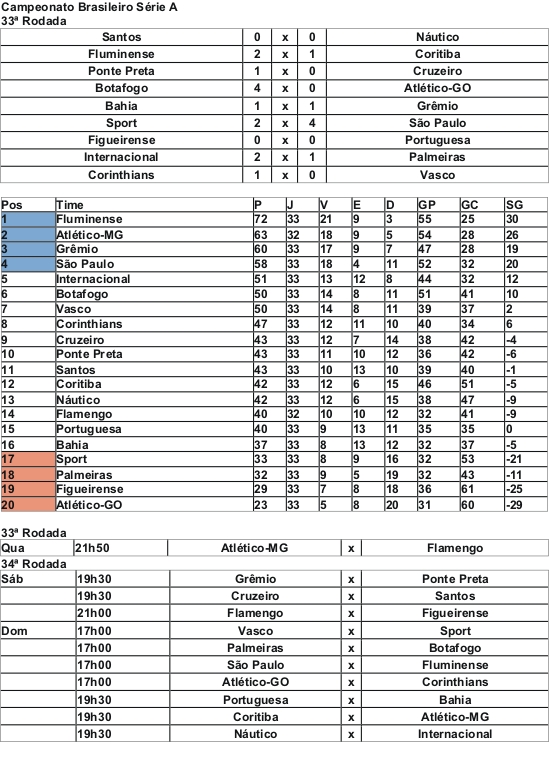 Campeonato Brasileiro Série A
33ª Rodada
Santos 0 x 0 Náutico
Fluminense 2 x 1 Coritiba
Ponte Preta 1 x 0 Cruzeiro
Botafogo 4 x 0 Atlético-GO
Bahia 1 x 1 Grêmio
Sport 2 x 4 São Paulo
Figueirense 0 x 0 Portuguesa
Internacional 2 x 1 Palmeiras
Corinthians 1 x 0 Vasco
Pos Time P J V E D GP GC SG
1 Fluminense 72 33 21 9 3 55 25 30
2 Atlético-MG 63 32 18 9 5 54 28 26
3 Grêmio 60 33 17 9 7 47 28 19
4 São Paulo 58 33 18 4 11 52 32 20
5 Internacional 51 33 13 12 8 44 32 12
6 Botafogo 50 33 14 8 11 51 41 10
7 Vasco 50 33 14 8 11 39 37 2
8 Corinthians 47 33 12 11 10 40 34 6
9 Cruzeiro 43 33 12 7 14 38 42 -4
10 Ponte Preta 43 33 11 10 12 36 42 -6
11 Santos 43 33 10 13 10 39 40 -1
12 Coritiba 42 33 12 6 15 46 51 -5
13 Náutico 42 33 12 6 15 38 47 -9
14 Flamengo 40 32 10 10 12 32 41 -9
15 Portuguesa 40 33 9 13 11 35 35 0
16 Bahia 37 33 8 13 12 32 37 -5
17 Sport 33 33 8 9 16 32 53 -21
18 Palmeiras 32 33 9 5 19 32 43 -11
19 Figueirense 29 33 7 8 18 36 61 -25
20 Atlético-GO 23 33 5 8 20 31 60 -29
33ª Rodada
Qua 21h50 Atlético-MG x Flamengo
34ª Rodada
Sáb 19h30 Grêmio x Ponte Preta
19h30 Cruzeiro x Santos
21h00 Flamengo x Figueirense
Dom 17h00 Vasco x Sport
17h00 Palmeiras x Botafogo
17h00 São Paulo x Fluminense
17h00 Atlético-GO x Corinthians
19h30 Portuguesa x Bahia
19h30 Coritiba x Atlético-MG
19h30 Náutico x Internacional